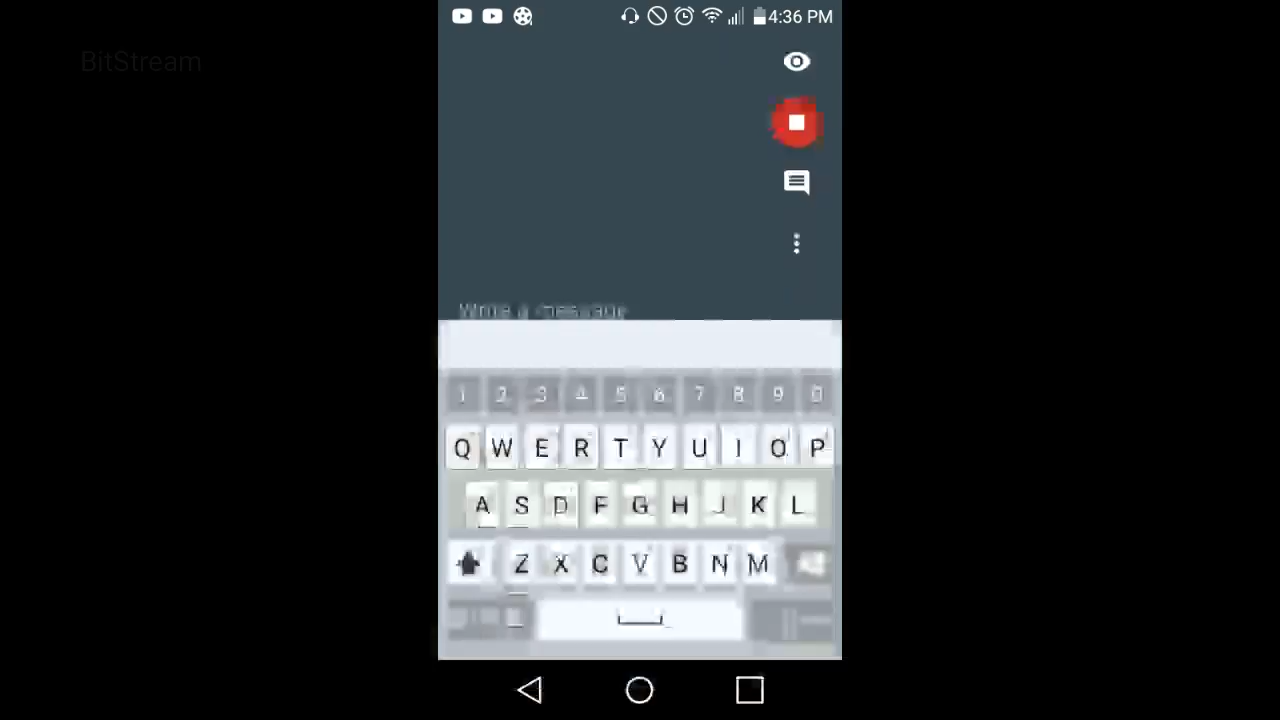 4:36 PM
BitStream
Write a message
1 2 3 4 5 6 7 8 9 0
Q W E R T Y U I O P
A S D F G H J K L
Z X C V B N M